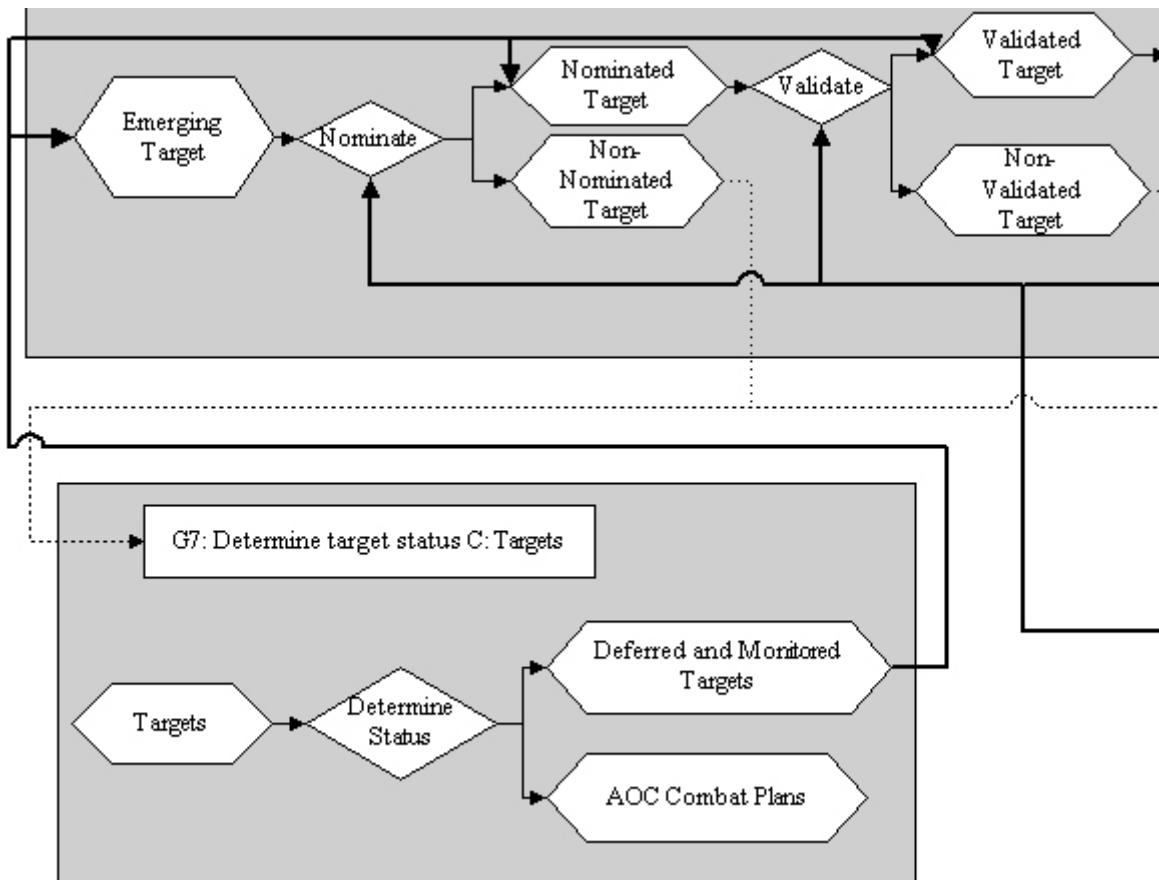 Emerging
Target
Nominate
Nominated
Target
Non-
Nominated
Target
Validate
Validated
Target
Non-
Validated
Target
G7: Determine target status C: Targets
Targets
Determine
Status
Deferred and Monitored
Targets
AOC Combat Plans